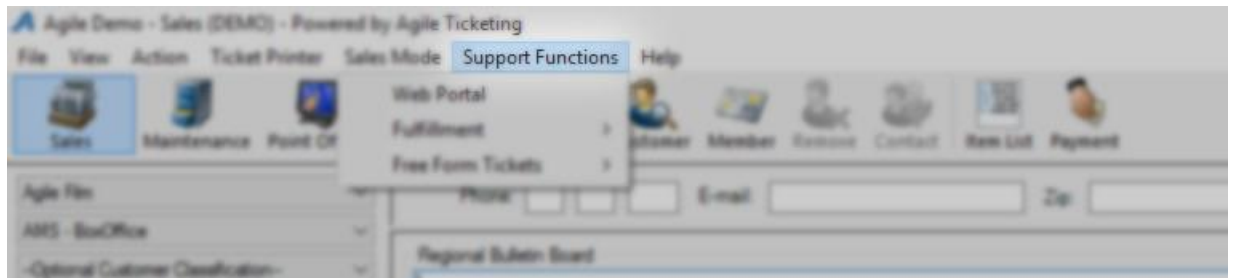 Agile Demo - Sales (DEMO) - Powered by Agile Ticketing
File View Action Ticket Printer Sales Mode Support Functions Help
Web Portal
Fulfillment
Free Form Tickets
Sales Maintenance Point Of Customer Member Remove Contact Item List Payment
Agile Film
Phone: E-mail: Zip:
AMS - BoxOffice
-Optional Customer Classification-
Regional Bulletin Board